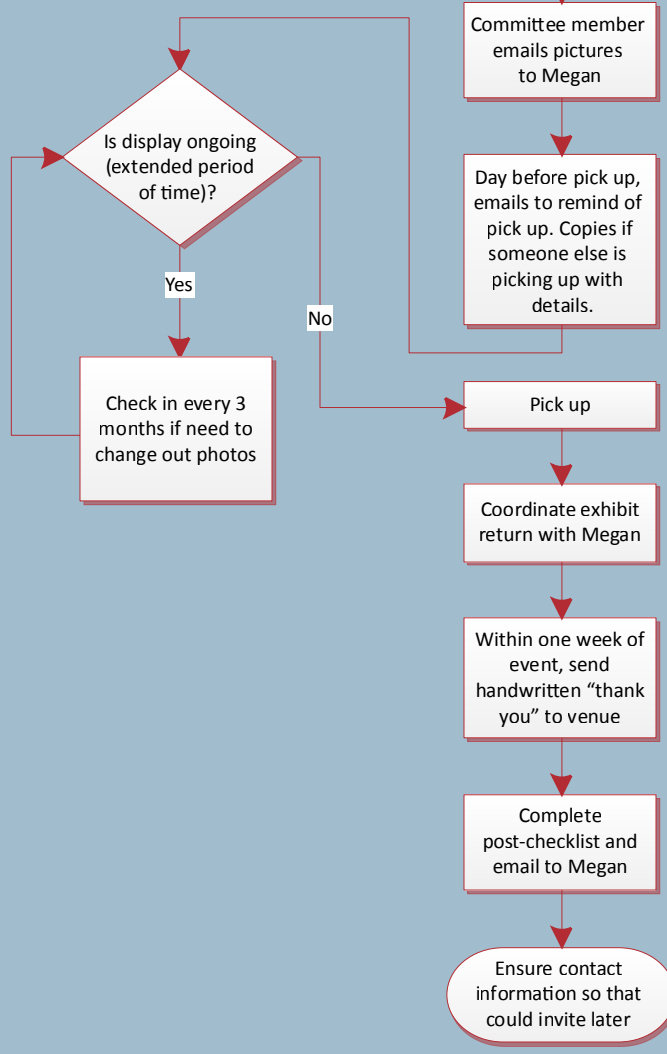 Committee member
emails pictures
to Megan
Day before pick up,
emails to remind of
pick up. Copies if
someone else is
picking up with
details.
Is display ongoing
(extended period
of time)?
Yes
No
Check in every 3
months if need to
change out photos
Pick up
Coordinate exhibit
return with Megan
Within one week of
event, send
handwritten “thank
you” to venue
Complete
post-checklist and
email to Megan
Ensure contact
information so that
could invite later